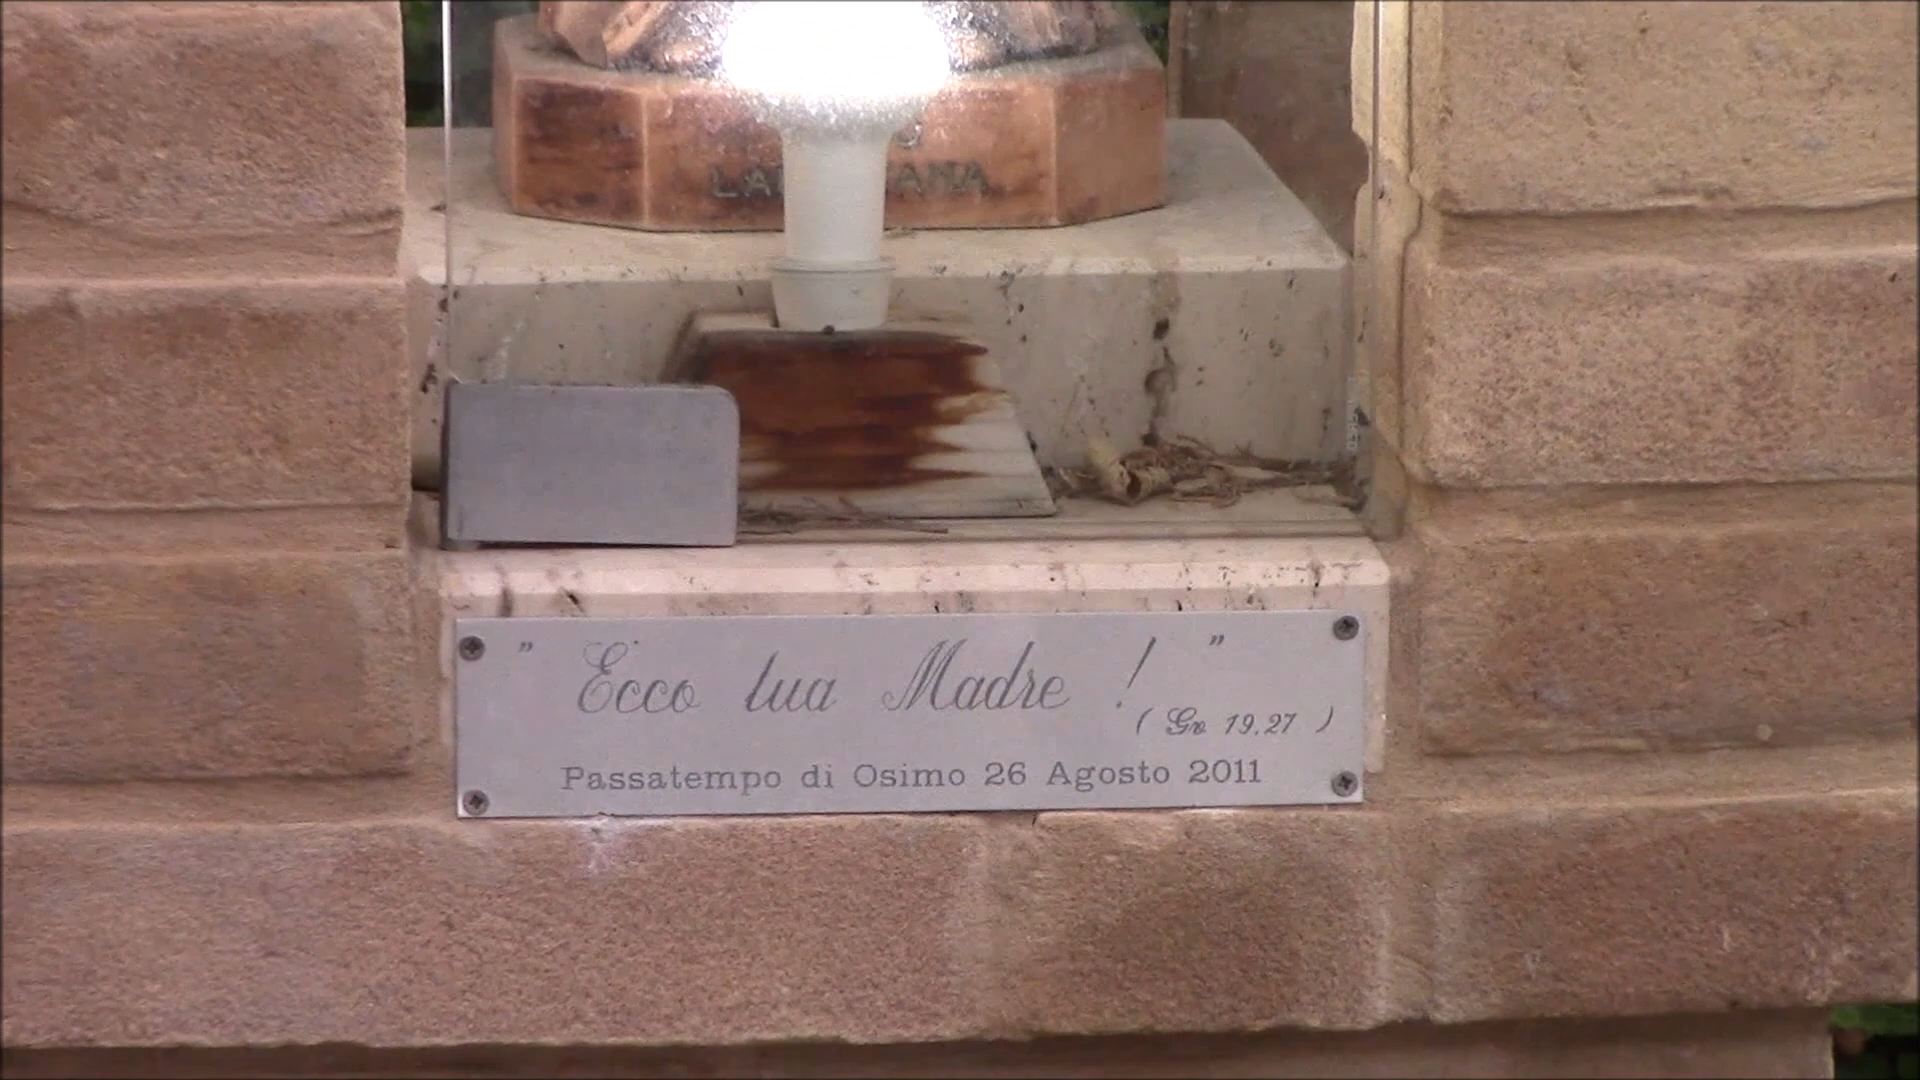 " Ecco tua Madre ! "
( Gv 19,27 )
Passatempo di Osimo 26 Agosto 2011